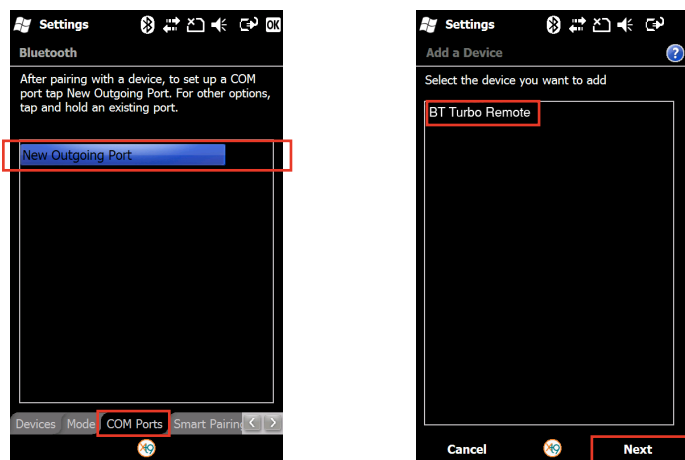 Settings
OK
Bluetooth
After pairing with a device, to set up a COM
port tap New Outgoing Port. For other options,
tap and hold an existing port.
New Outgoing Port
Devices Mode COM Ports Smart Pairing
Settings
Add a Device
?
Select the device you want to add
BT Turbo Remote
Cancel Next